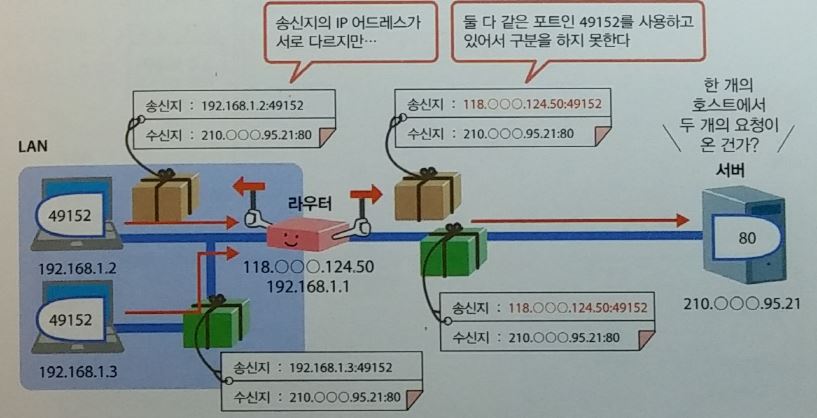 송신지의 IP 어드레스가
서로 다르지만…
둘 다 같은 포트인 49152를 사용하고
있어서 구분을 하지 못한다
한 개의
호스트에서
두 개의 요청이
온 건가?
송신지 : 192.168.1.2:49152
수신지 : 210.○○○.95.21:80
송신지 : 118.○○○.124.50:49152
수신지 : 210.○○○.95.21:80
LAN
49152
192.168.1.2
라우터
118.○○○.124.50
192.168.1.1
서버
80
210.○○○.95.21
49152
192.168.1.3
송신지 : 118.○○○.124.50:49152
수신지 : 210.○○○.95.21:80
송신지 : 192.168.1.3:49152
수신지 : 210.○○○.95.21:80